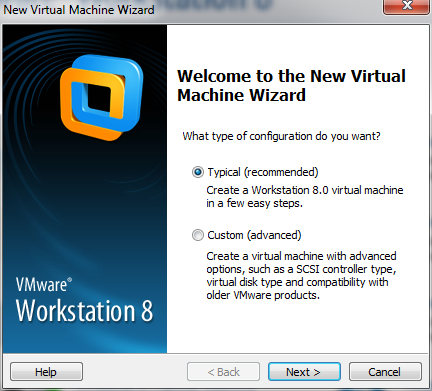 Workstation 8
New Virtual Machine Wizard
Welcome to the New Virtual
Machine Wizard
What type of configuration do you want?
Typical (recommended)
Create a Workstation 8.0 virtual machine
in a few easy steps.
Custom (advanced)
Create a virtual machine with advanced
options, such as a SCSI controller type,
virtual disk type and compatibility with
older VMware products.
VMware®
Workstation 8
Help
< Back
Next >
Cancel